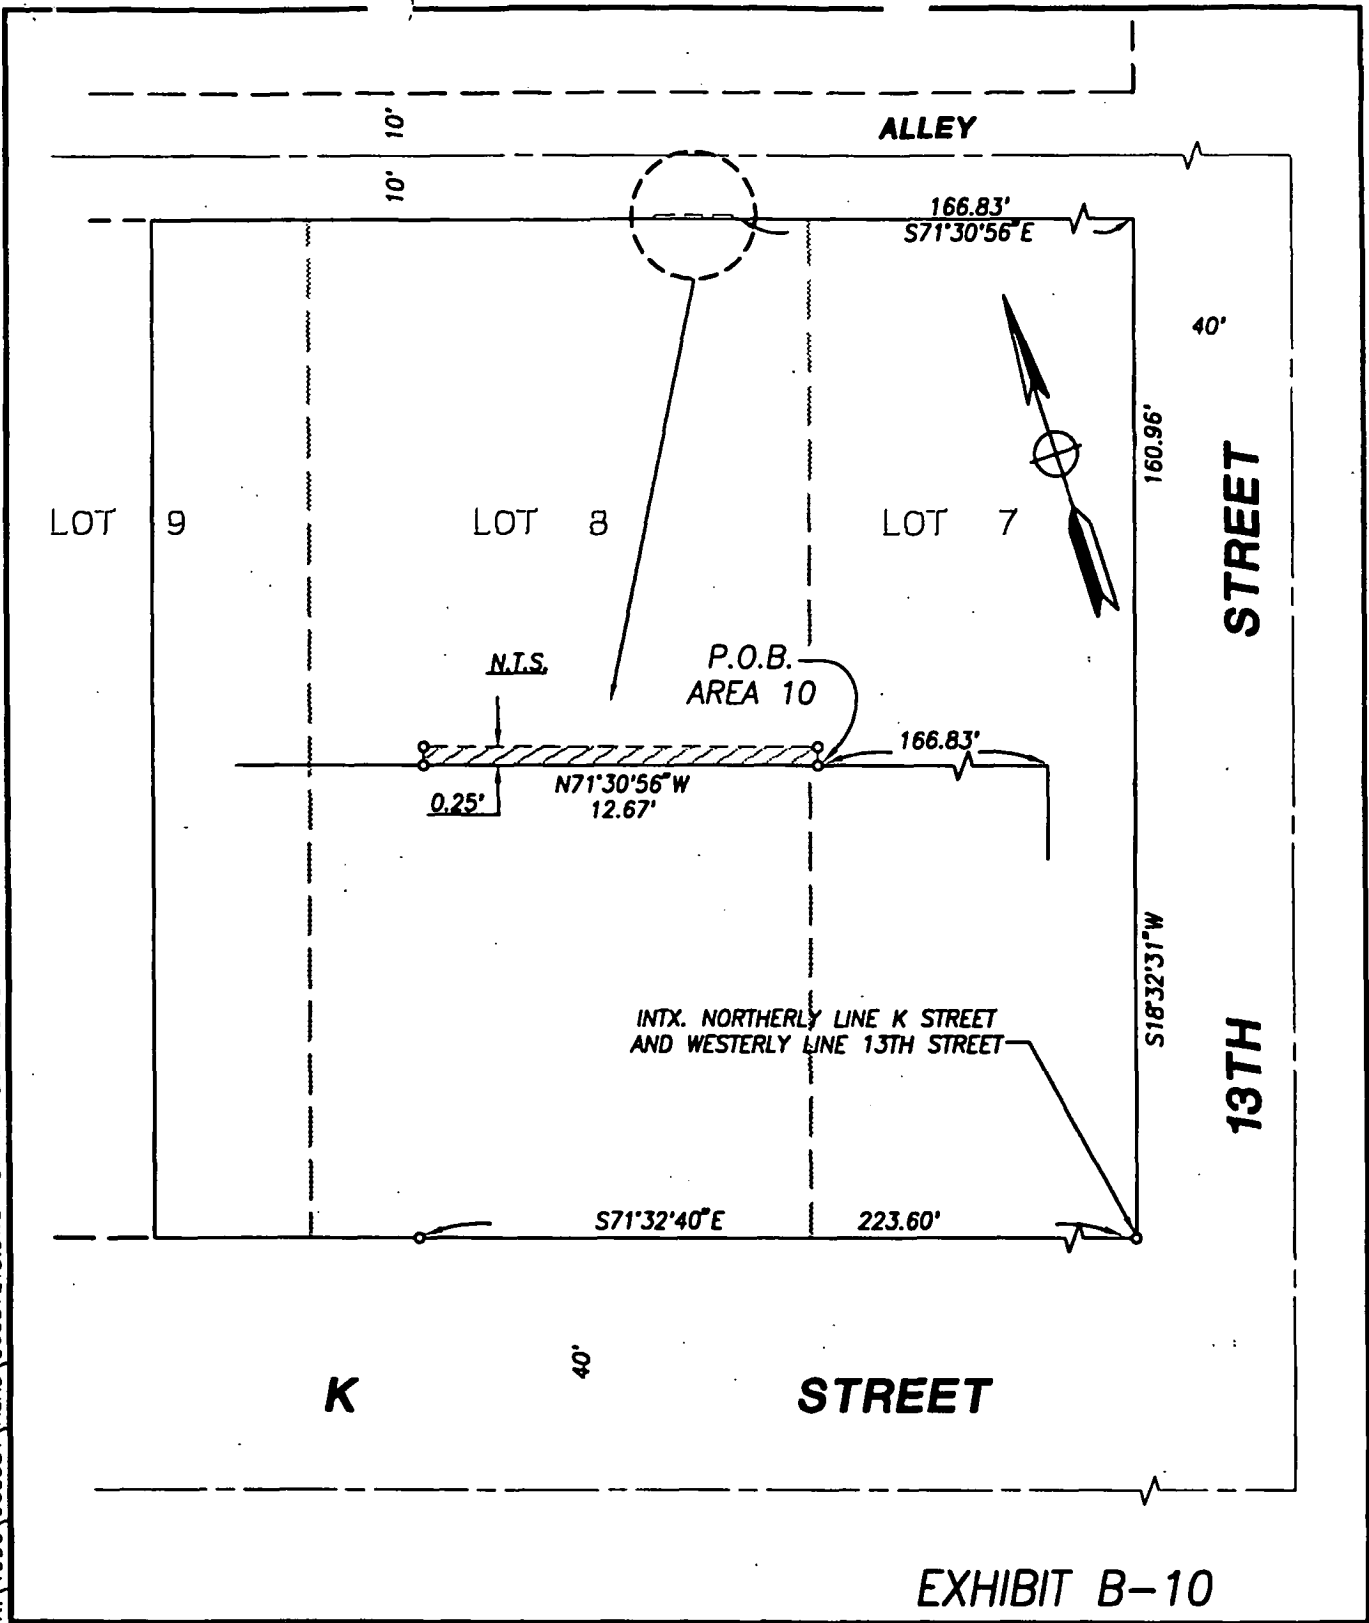 10'
ALLEY
10'
166.83'
S71°30'56"E
40'
160.96'
STREET
LOT 9
LOT 8
LOT 7
N.T.S.
P.O.B.
AREA 10
166.83'
N71°30'56"W
12.67'
0.25'
S18°32'31"W
INTX. NORTHERLY LINE K STREET
AND WESTERLY LINE 13TH STREET
13TH
S71°32'40"E
223.60'
40'
K STREET
EXHIBIT B-10